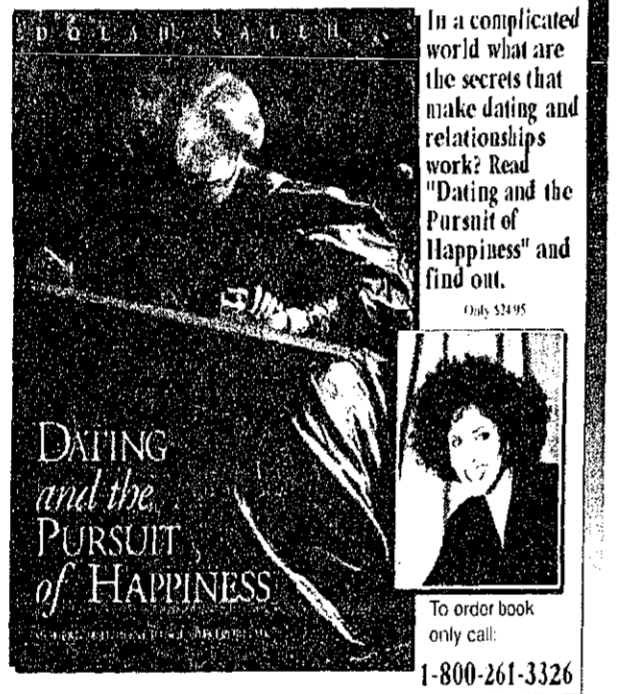 In a complicated
world what are
the secrets that
make dating and
relationships
work? Read
"Dating and the
Pursuit of
Happiness" and
find out.
Only $24.95
DATING
and the
PURSUIT
of HAPPINESS
To order book
only call:
1-800-261-3326